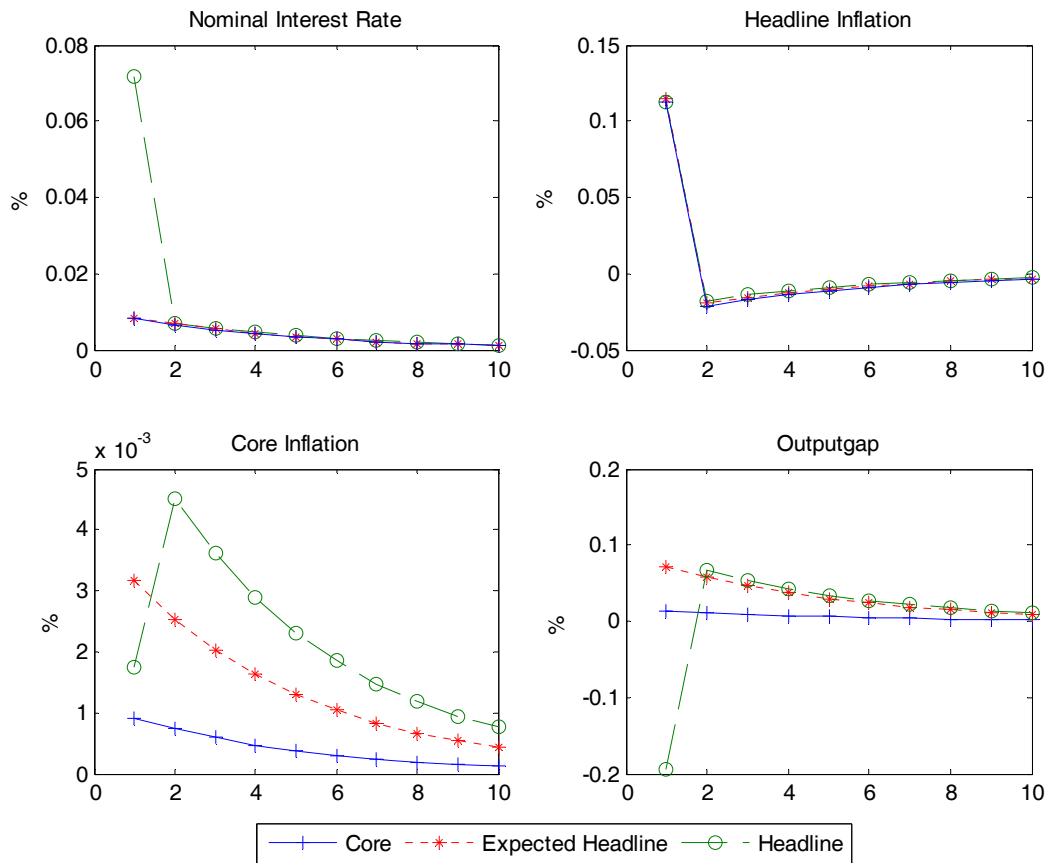 Nominal Interest Rate
0.08
0.06
0.04
0.02
0
%
0 2 4 6 8 10
Headline Inflation
0.15
0.1
0.05
0
-0.05
%
0 2 4 6 8 10
Core Inflation
x 10-3
5
4
3
2
1
0
%
0 2 4 6 8 10
Outputgap
0.2
0.1
0
-0.1
-0.2
%
0 2 4 6 8 10
Core Expected Headline Headline